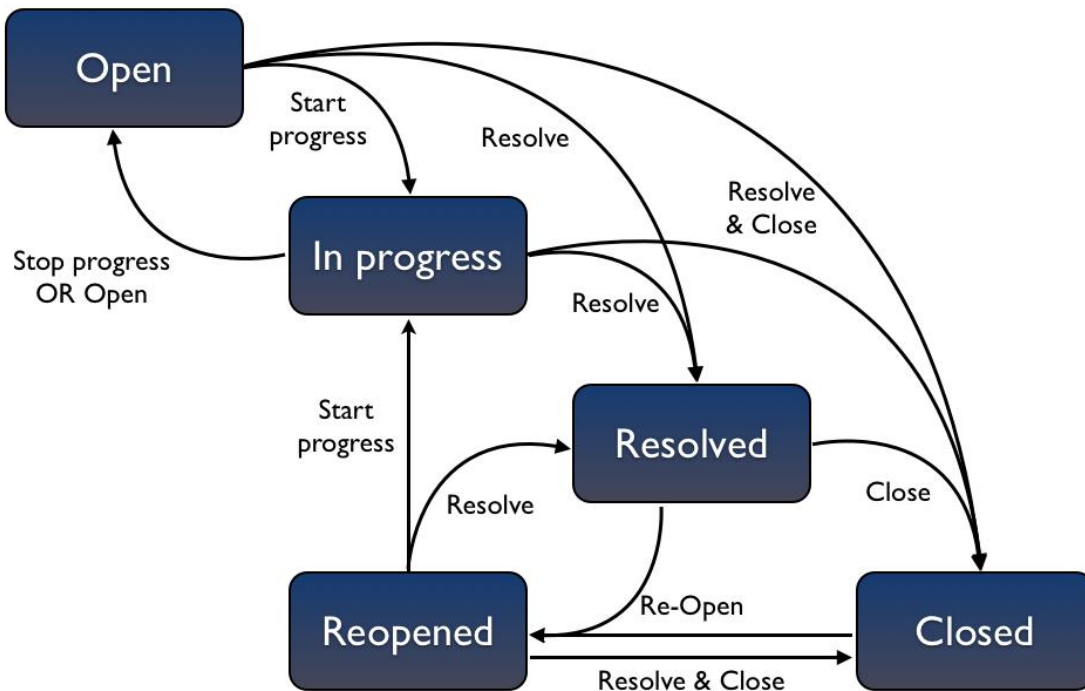 Open
Start
progress
Resolve
Resolve
& Close
In progress
Stop progress
OR Open
Resolve
Start
progress
Resolved
Resolve
Close
Re-Open
Reopened
Closed
Resolve & Close